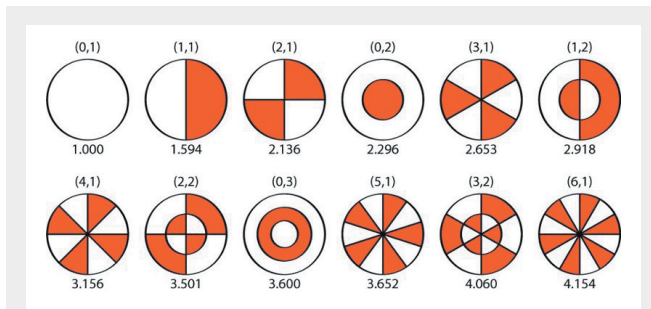 (0,1) (1,1) (2,1) (0,2) (3,1) (1,2)
1.000 1.594 2.136 2.296 2.653 2.918
(4,1) (2,2) (0,3) (5,1) (3,2) (6,1)
3.156 3.501 3.600 3.652 4.060 4.154